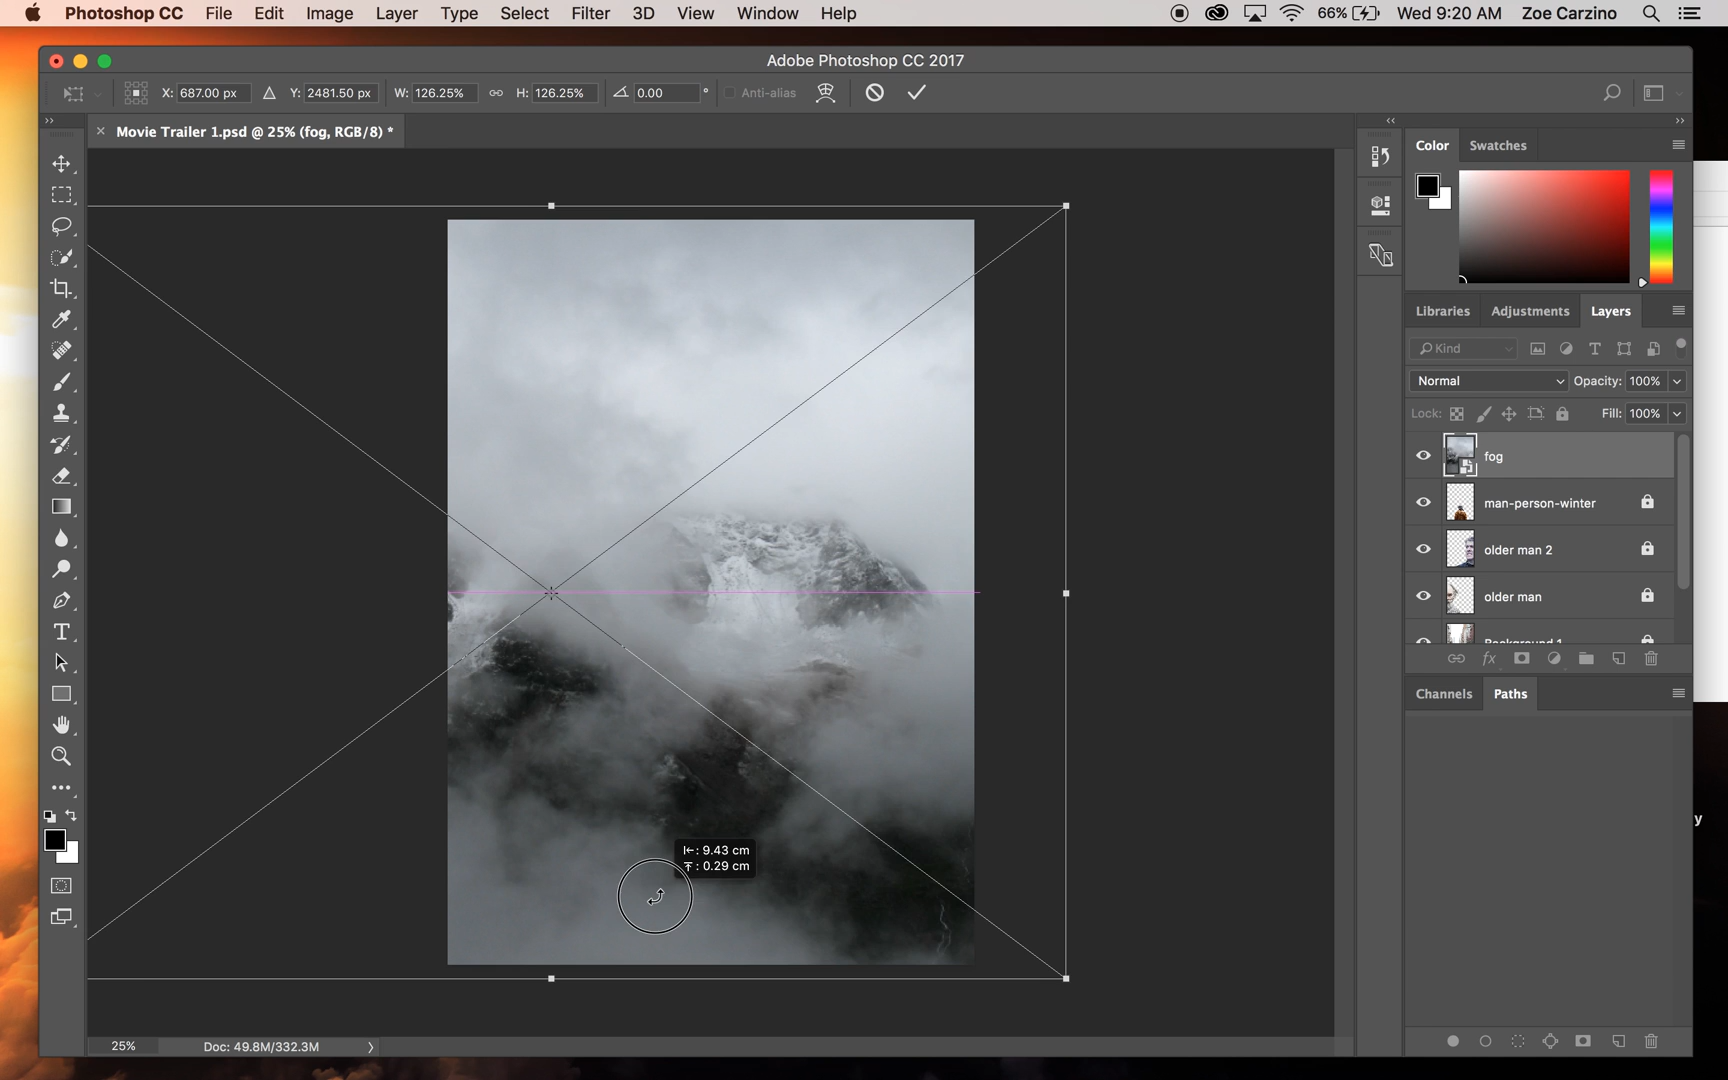 Photoshop CC File Edit Image Layer Type Select Filter 3D View Window Help 66% Wed 9:20 AM Zoe Carzino
Adobe Photoshop CC 2017
X: 687.00 px Y: 2481.50 px W: 126.25% H: 126.25% 0.00 ° Anti-alias
Movie Trailer 1.psd @ 25% (fog, RGB/8) *
Color Swatches
Libraries Adjustments Layers
Kind
Normal Opacity: 100%
Lock: Fill: 100%
fog
man-person-winter
older man 2
older man
Background 1
Channels Paths
: 9.43 cm
: 0.29 cm
y
25% Doc: 49.8M/332.3M